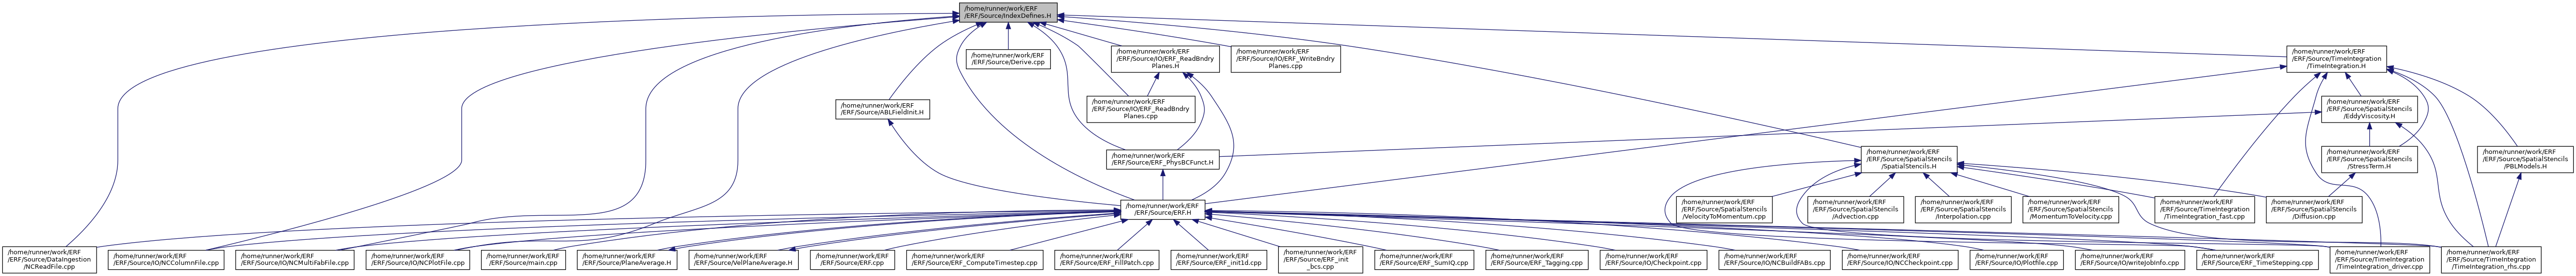 /home/runner/work/ERF
/ERF/Source/IndexDefines.H
/home/runner/work/ERF
/ERF/Source/Derive.cpp
/home/runner/work/ERF
/ERF/Source/IO/ERF_ReadBndry
Planes.H
/home/runner/work/ERF
/ERF/Source/IO/ERF_WriteBndry
Planes.cpp
/home/runner/work/ERF
/ERF/Source/TimeIntegration
/TimeIntegration.H
/home/runner/work/ERF
/ERF/Source/ABLFieldInit.H
/home/runner/work/ERF
/ERF/Source/IO/ERF_ReadBndry
Planes.cpp
/home/runner/work/ERF
/ERF/Source/SpatialStencils
/EddyViscosity.H
/home/runner/work/ERF
/ERF/Source/ERF_PhysBCFunct.H
/home/runner/work/ERF
/ERF/Source/SpatialStencils
/SpatialStencils.H
/home/runner/work/ERF
/ERF/Source/SpatialStencils
/StressTerm.H
/home/runner/work/ERF
/ERF/Source/SpatialStencils
/PBLModels.H
/home/runner/work/ERF
/ERF/Source/ERF.H
/home/runner/work/ERF
/ERF/Source/SpatialStencils
/VelocityToMomentum.cpp
/home/runner/work/ERF
/ERF/Source/SpatialStencils
/Advection.cpp
/home/runner/work/ERF
/ERF/Source/SpatialStencils
/Interpolation.cpp
/home/runner/work/ERF
/ERF/Source/SpatialStencils
/MomentumToVelocity.cpp
/home/runner/work/ERF
/ERF/Source/TimeIntegration
/TimeIntegration_fast.cpp
/home/runner/work/ERF
/ERF/Source/SpatialStencils
/Diffusion.cpp
/home/runner/work/ERF
/ERF/Source/DataIngestion
/NCReadFile.cpp
/home/runner/work/ERF
/ERF/Source/IO/NCColumnFile.cpp
/home/runner/work/ERF
/ERF/Source/IO/NCMultiFabFile.cpp
/home/runner/work/ERF
/ERF/Source/IO/NCPlotFile.cpp
/home/runner/work/ERF
/ERF/Source/main.cpp
/home/runner/work/ERF
/ERF/Source/PlaneAverage.H
/home/runner/work/ERF
/ERF/Source/VelPlaneAverage.H
/home/runner/work/ERF
/ERF/Source/ERF.cpp
/home/runner/work/ERF
/ERF/Source/ERF_ComputeTimestep.cpp
/home/runner/work/ERF
/ERF/Source/ERF_FillPatch.cpp
/home/runner/work/ERF
/ERF/Source/ERF_init1d.cpp
/home/runner/work/ERF
/ERF/Source/ERF_init
_bcs.cpp
/home/runner/work/ERF
/ERF/Source/ERF_SumIQ.cpp
/home/runner/work/ERF
/ERF/Source/ERF_Tagging.cpp
/home/runner/work/ERF
/ERF/Source/IO/Checkpoint.cpp
/home/runner/work/ERF
/ERF/Source/IO/NCBuildFABs.cpp
/home/runner/work/ERF
/ERF/Source/IO/NCCheckpoint.cpp
/home/runner/work/ERF
/ERF/Source/IO/Plotfile.cpp
/home/runner/work/ERF
/ERF/Source/IO/writeJobInfo.cpp
/home/runner/work/ERF
/ERF/Source/ERF_TimeStepping.cpp
/home/runner/work/ERF
/ERF/Source/TimeIntegration
/TimeIntegration_driver.cpp
/home/runner/work/ERF
/ERF/Source/TimeIntegration
/TimeIntegration_rhs.cpp